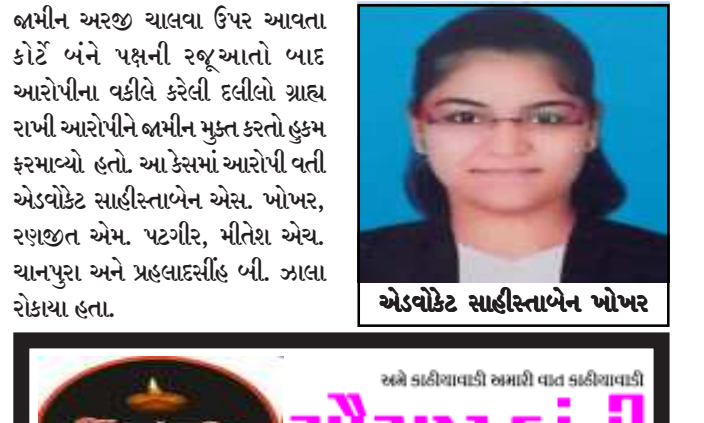 જામીન અરજી ચાલવા ઉપર આવતા
કોર્ટે બંને પક્ષની રજૂઆતો બાદ
આરોપીના વકીલે કરેલી દલીલો ગ્રાહ્ય
રાખી આરોપીને જામીન મુક્ત કરતો હુકમ
ફરમાવ્યો હતો. આ કેસમાં આરોપી વતી
એડવોકેટ સાહીસ્તાબેન એસ. ખોખર,
રણજીત એમ. પટગીર, મીતેશ એચ.
ચાનપુરા અને પ્રહલાદસીંહ બી. ઝાલા
રોકાયા હતા.
એડવોકેટ સાહીસ્તાબેન ખોખર
અમે કાઠીયાવાડી અમારી વાત કાઠીયાવાડી